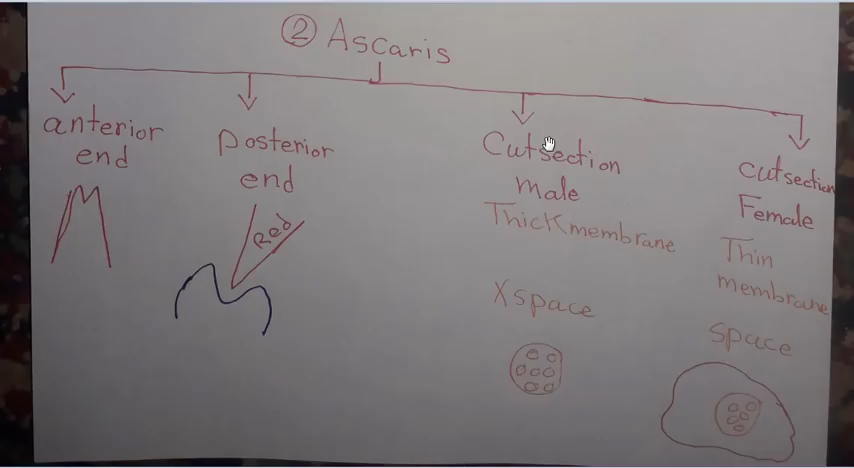 ② Ascaris
anterior
end
Posterior
end
Red
Cutsection
male
Thick membrane
X space
cutsection
Female
Thin
membrane
space